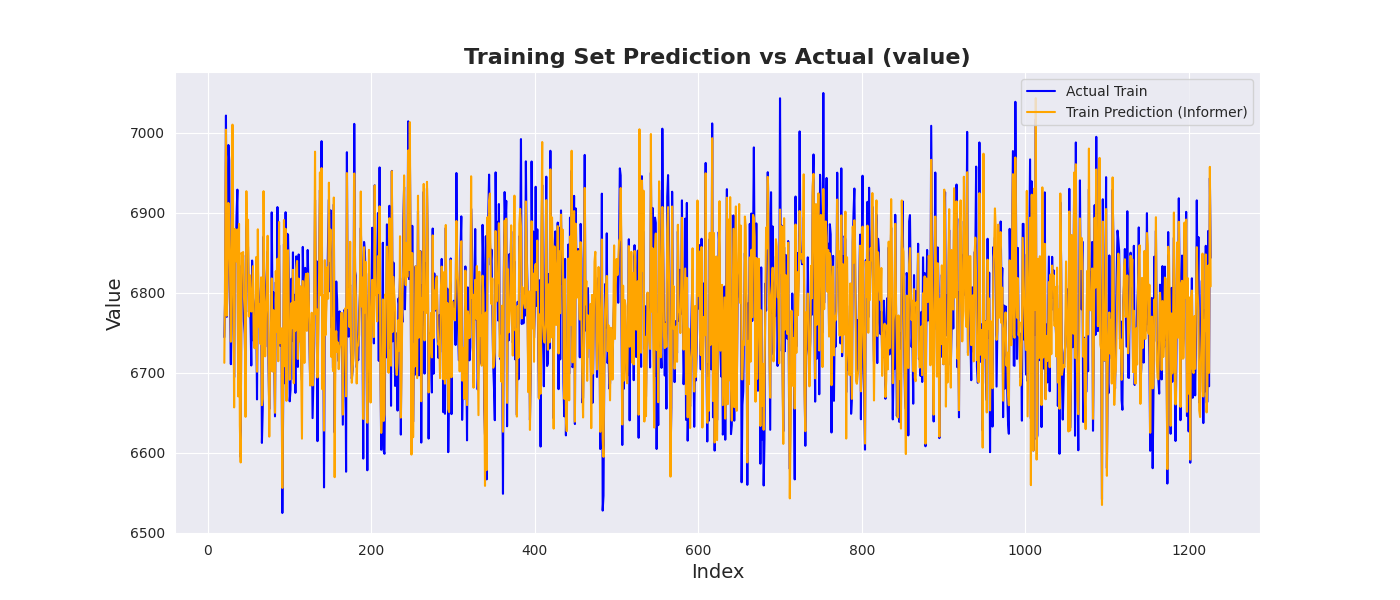 Training Set Prediction vs Actual (value)
Actual Train
Train Prediction (Informer)
Value
7000
6900
6800
6700
6600
6500
0 200 400 600 800 1000 1200
Index